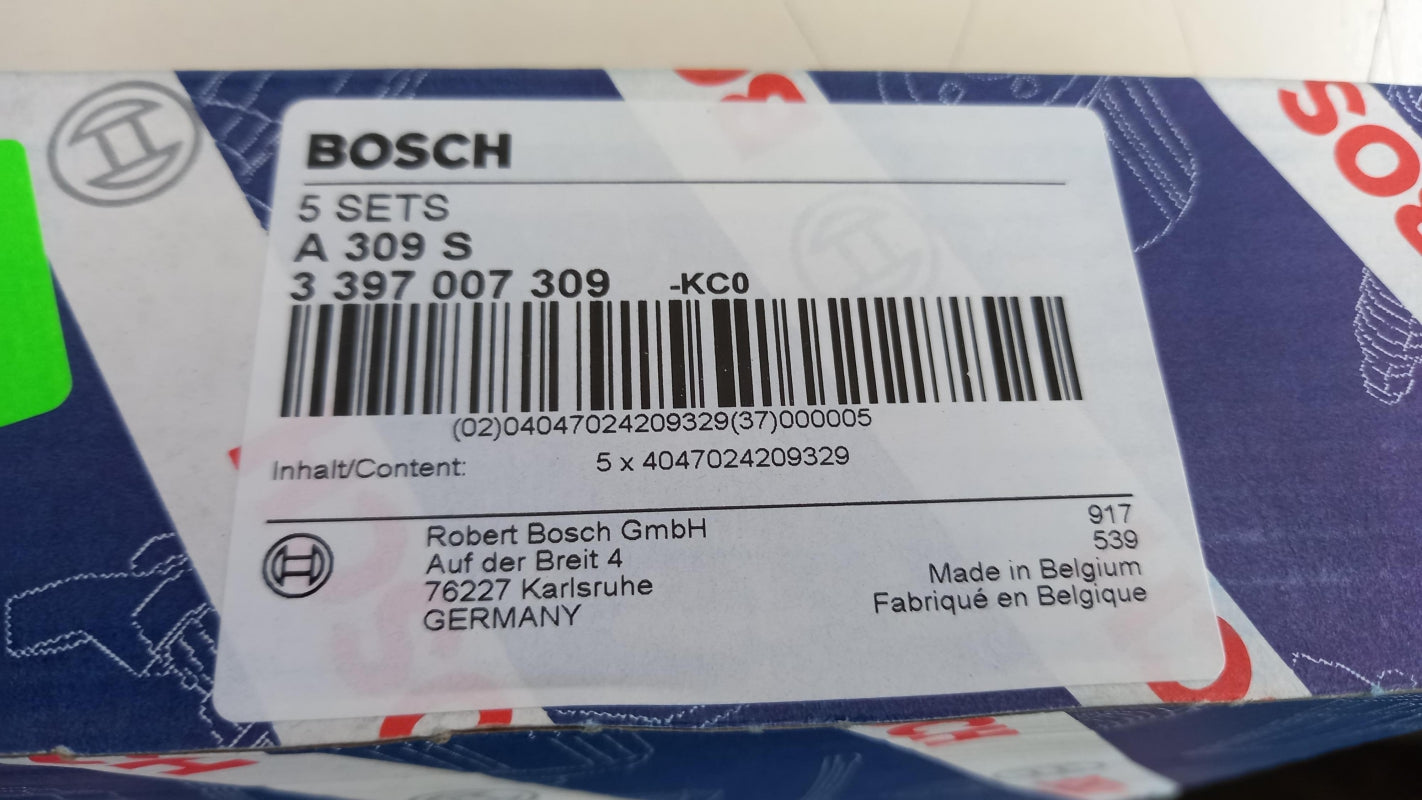 BOSCH
5 SETS
A 309 S
3 397 007 309 -KC0
(02)04047024209329(37)000005
Inhalt/Content: 5 x 4047024209329
Robert Bosch GmbH
Auf der Breit 4
76227 Karlsruhe
GERMANY
917
539
Made in Belgium
Fabriqué en Belgique